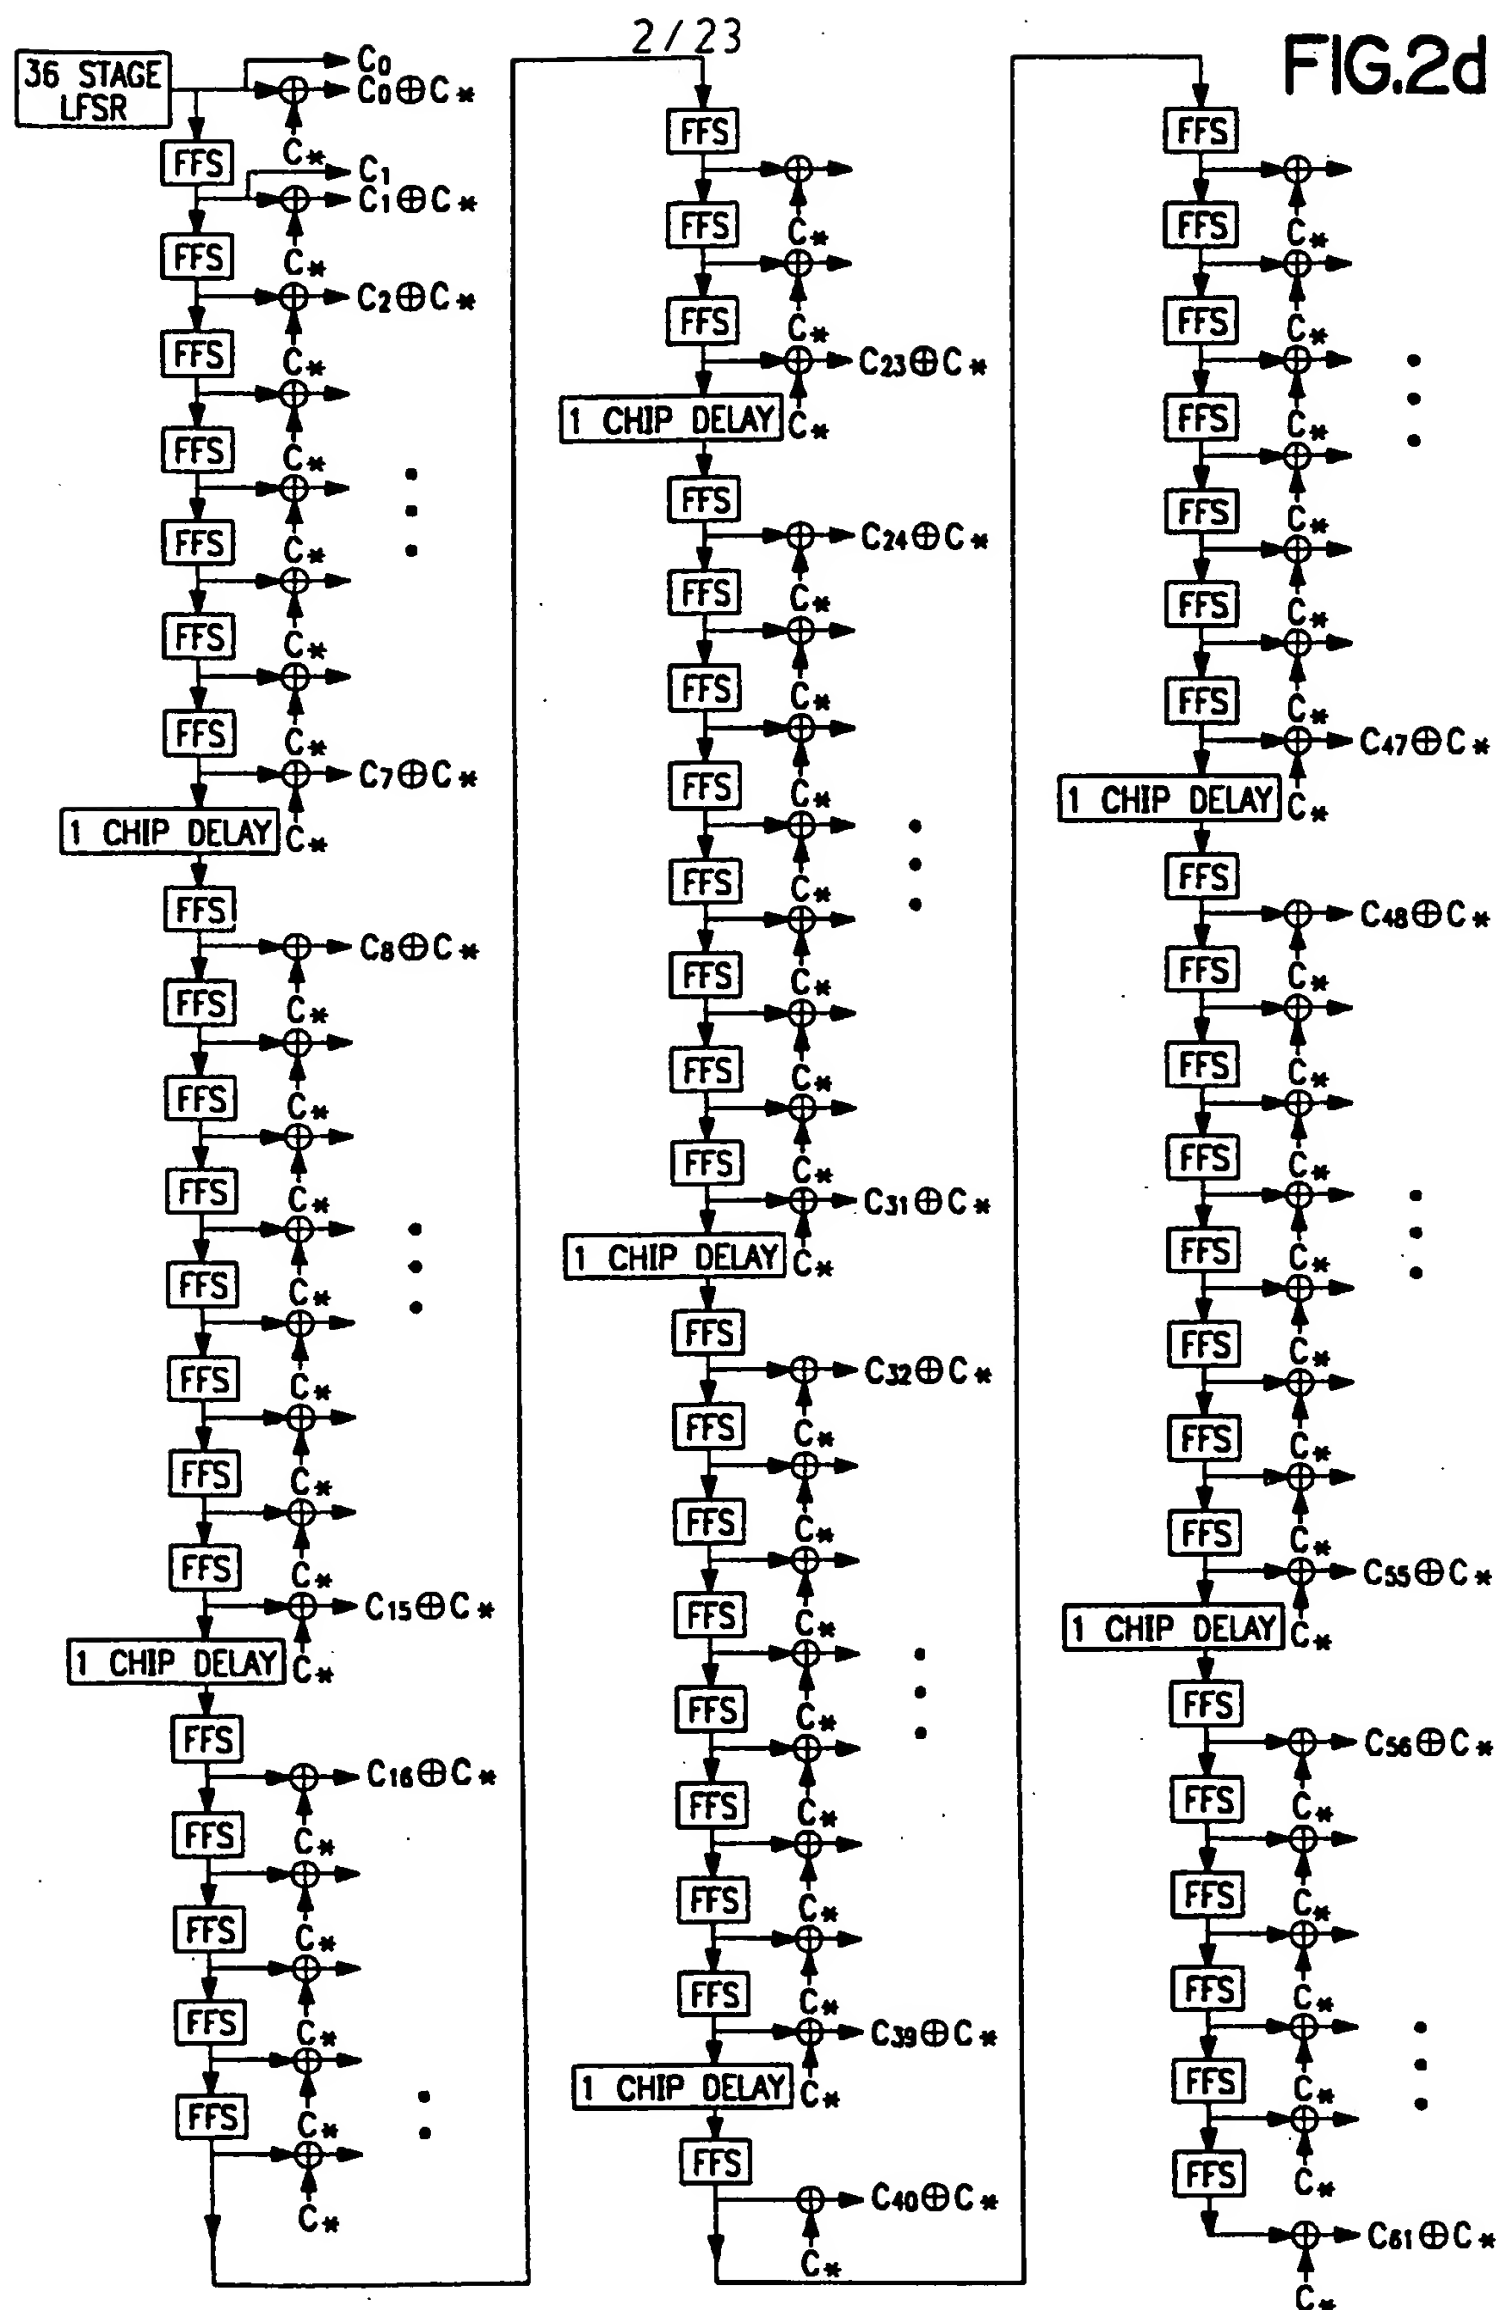 2/23
FIG.2d
36 STAGE
LFSR
C₀
C₀⊕C*
FFS
C*
C₁
C₁⊕C*
FFS
C*
C₂⊕C*
FFS
C*
FFS
C*
FFS
C*
FFS
C*
FFS
C*
C₇⊕C*
1 CHIP DELAY
C*
FFS
C₈⊕C*
FFS
C*
FFS
C*
FFS
C*
FFS
C*
FFS
C*
FFS
C*
FFS
C*
C₁₅⊕C*
1 CHIP DELAY
C*
FFS
C₁₆⊕C*
FFS
C*
FFS
C*
FFS
C*
FFS
C*
C*
FFS
FFS
C*
FFS
C*
C₂₃⊕C*
1 CHIP DELAY
C*
FFS
C₂₄⊕C*
FFS
C*
FFS
C*
FFS
C*
FFS
C*
FFS
C*
FFS
C*
FFS
C*
C₃₁⊕C*
1 CHIP DELAY
C*
FFS
C₃₂⊕C*
FFS
C*
FFS
C*
FFS
C*
FFS
C*
FFS
C*
FFS
C*
FFS
C*
C₃₉⊕C*
1 CHIP DELAY
C*
FFS
C₄₀⊕C*
C*
FFS
FFS
C*
FFS
C*
FFS
C*
FFS
C*
FFS
C*
FFS
C*
C₄₇⊕C*
1 CHIP DELAY
C*
FFS
C₄₈⊕C*
FFS
C*
FFS
C*
FFS
C*
FFS
C*
FFS
C*
FFS
C*
FFS
C*
C₅₅⊕C*
1 CHIP DELAY
C*
FFS
C₅₆⊕C*
FFS
C*
FFS
C*
FFS
C*
FFS
C*
FFS
C*
C₆₁⊕C*
C*